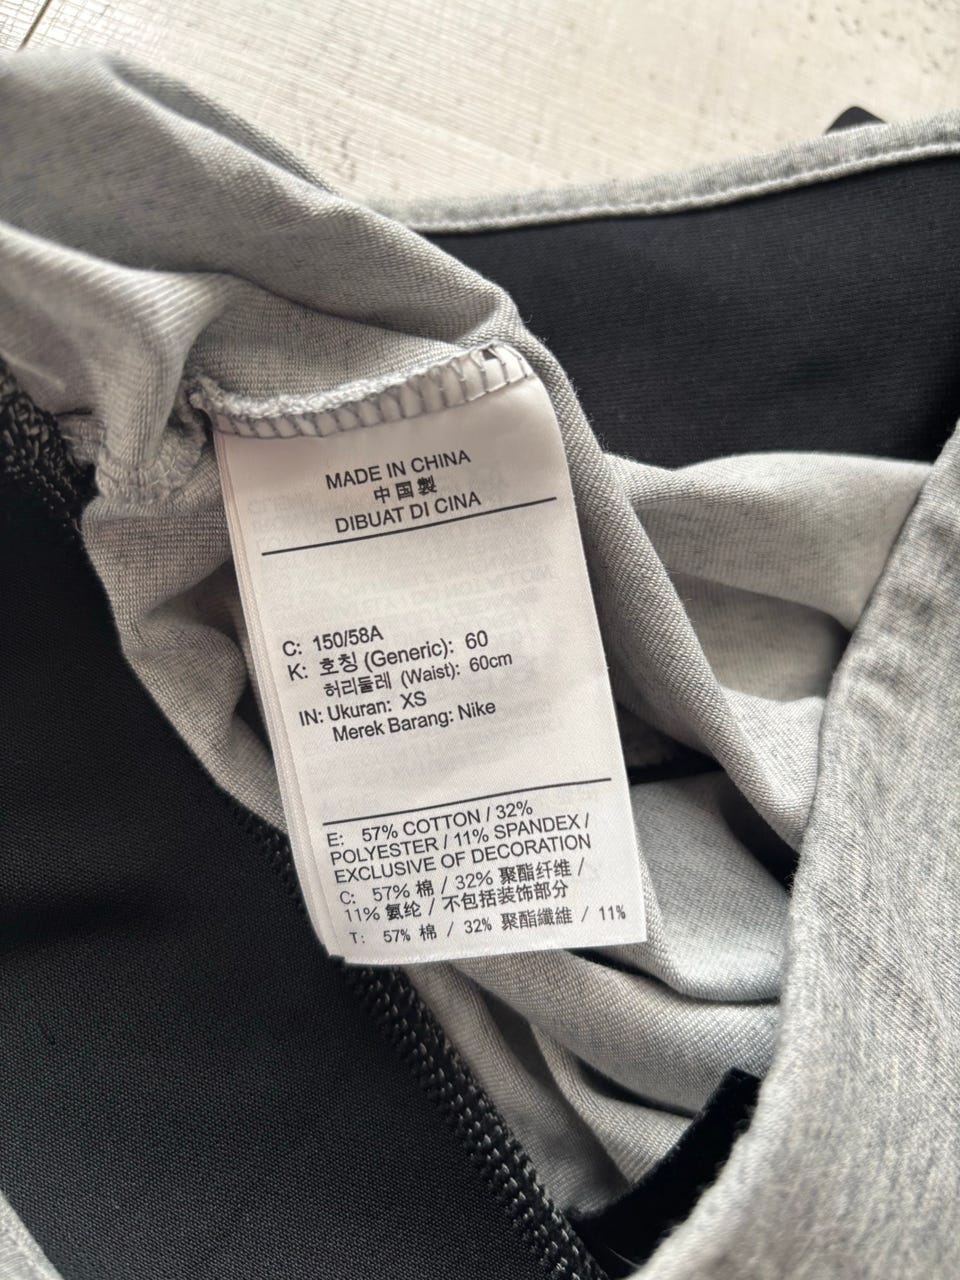 MADE IN CHINA
中国製
DIBUAT DI CINA
C: 150/58A
K: 호칭 (Generic): 60
허리둘레 (Waist): 60cm
IN: Ukuran: XS
Merek Barang: Nike
E: 57% COTTON / 32%
POLYESTER / 11% SPANDEX /
EXCLUSIVE OF DECORATION
C: 57% 棉 / 32% 聚酯纤维 /
11% 氨纶 / 不包括装饰部分
T: 57% 棉 / 32% 聚酯纖維 / 11%